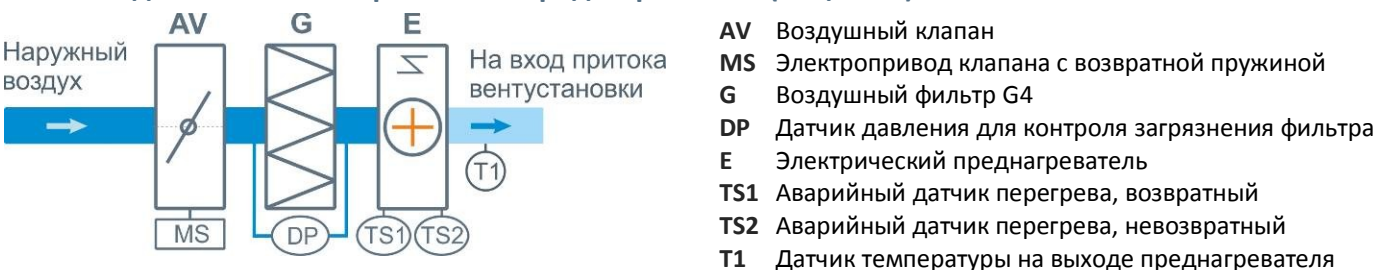 AV G E
Наружный
воздух
На вход притока
вентустановки
T1
MS DP TS1 TS2
AV Воздушный клапан
MS Электропривод клапана с возвратной пружиной
G Воздушный фильтр G4
DP Датчик давления для контроля загрязнения фильтра
E Электрический преднагреватель
TS1 Аварийный датчик перегрева, возвратный
TS2 Аварийный датчик перегрева, невозвратный
T1 Датчик температуры на выходе преднагревателя